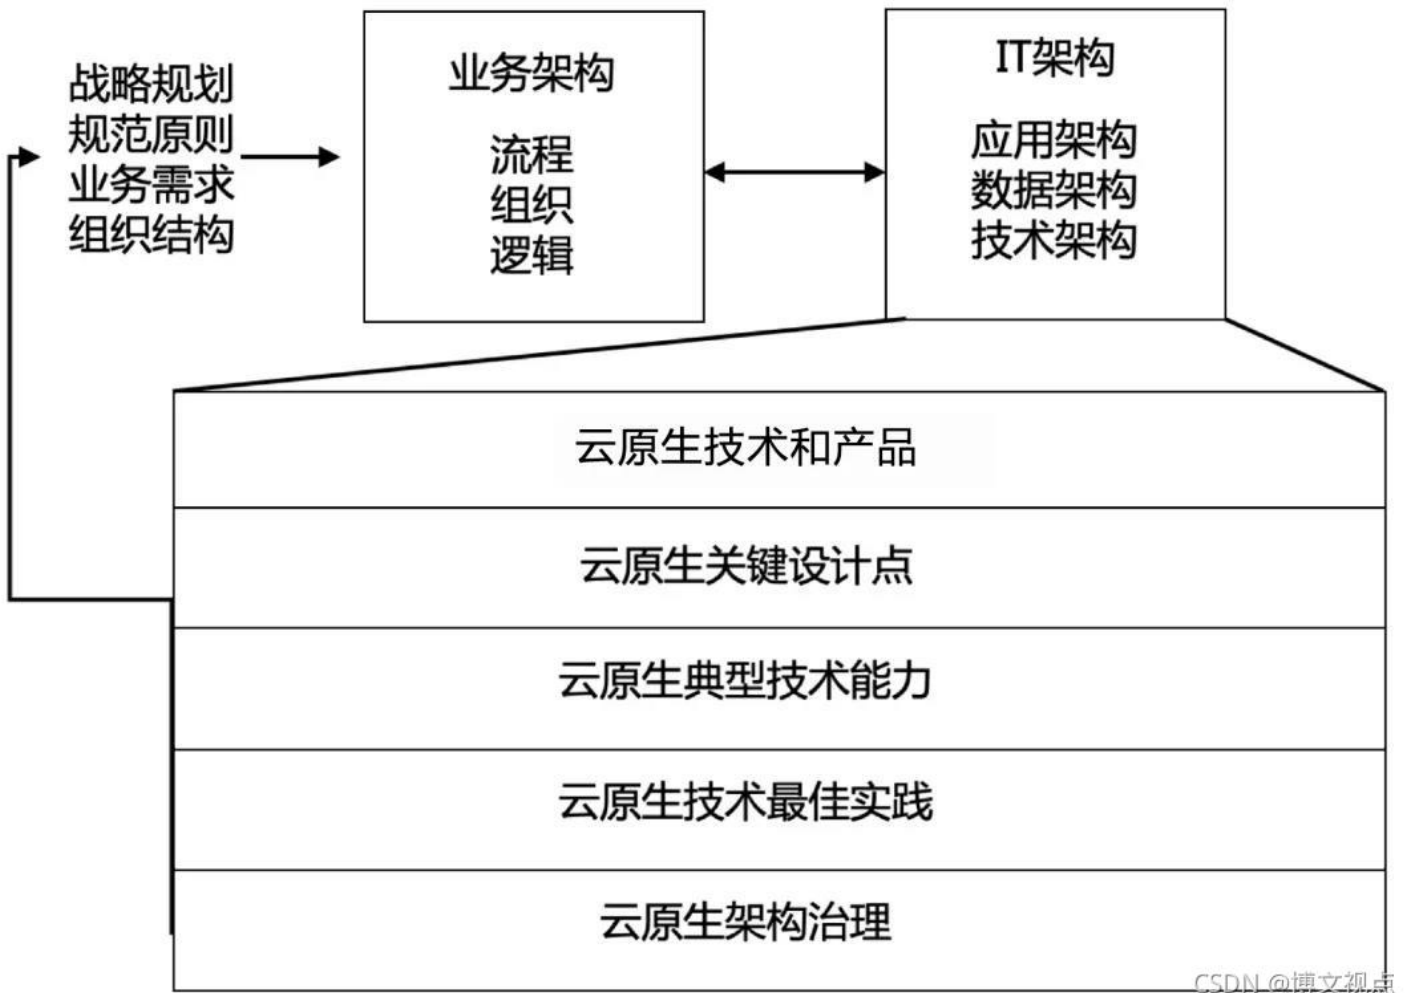 战略规划
规范原则
业务需求
组织结构
业务架构
流程
组织
逻辑
IT架构
应用架构
数据架构
技术架构
云原生技术和产品
云原生关键设计点
云原生典型技术能力
云原生技术最佳实践
云原生架构治理
CSDN @博文视点